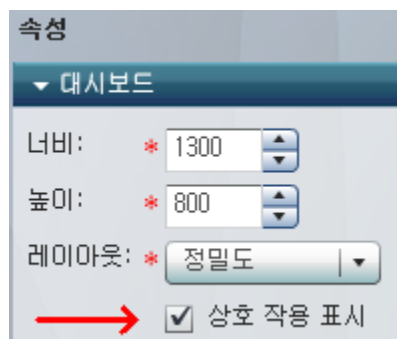 속성
대시보드
너비: * 1300
높이: * 800
레이아웃: * 정밀도
상호 작용 표시